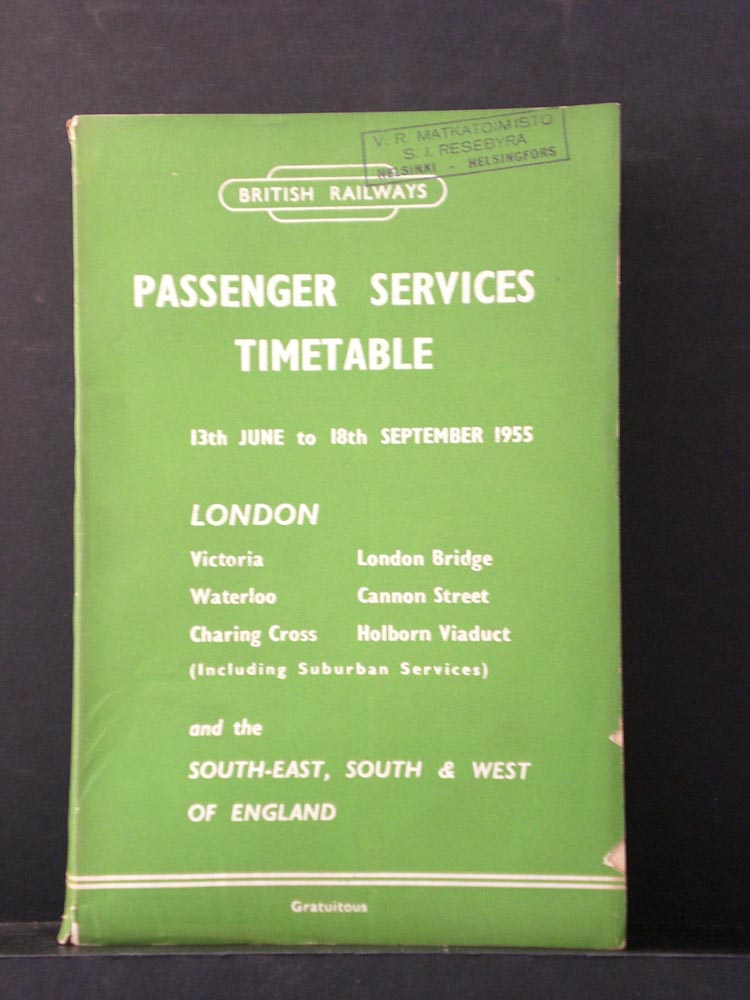 V. R. MATKATOIMISTO
S. J. RESEBYRÅ
HELSINKI - HELSINGFORS
BRITISH RAILWAYS
PASSENGER SERVICES
TIMETABLE
13th JUNE to 18th SEPTEMBER 1955
LONDON
Victoria London Bridge
Waterloo Cannon Street
Charing Cross Holborn Viaduct
(Including Suburban Services)
and the
SOUTH-EAST, SOUTH & WEST
OF ENGLAND
Gratuitous